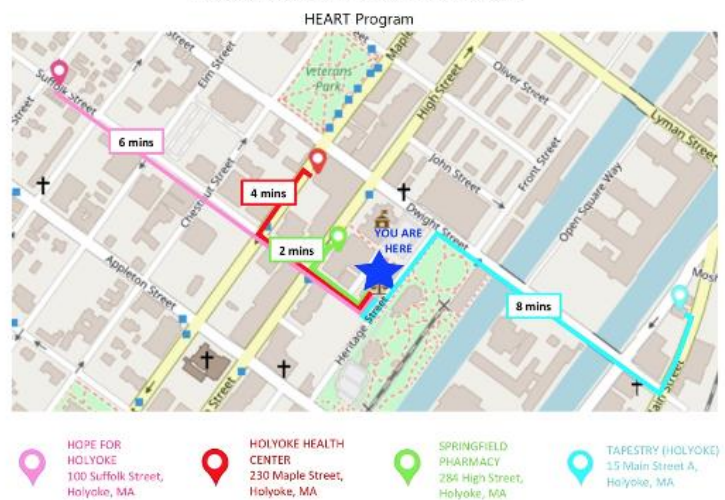 HEART Program
Suffolk Street
Elm Street
Veterans
Park
Maple
High Street
Oliver Street
Lyman Street
6 mins
Chestnut Street
4 mins
John Street
Front Street
Open Square Way
Dwight Street
2 mins
YOU ARE
HERE
Appleton Street
Heritage Street
8 mins
Street
HOPE FOR
HOLYOKE
100 Suffolk Street,
Holyoke, MA
HOLYOKE HEALTH
CENTER
230 Maple Street,
Holyoke, MA
SPRINGFIELD
PHARMACY
284 High Street,
Holyoke, MA
TAPESTRY (HOLYOKE)
15 Main Street A,
Holyoke, MA